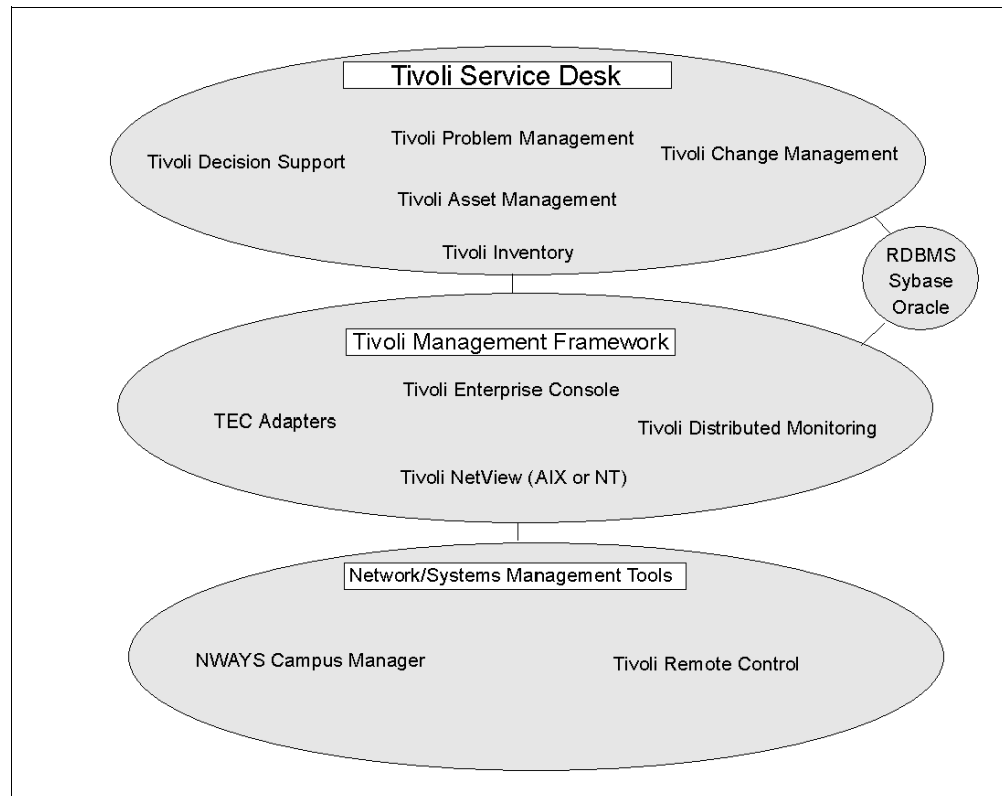 Tivoli Service Desk
Tivoli Problem Management
Tivoli Decision Support
Tivoli Change Management
Tivoli Asset Management
Tivoli Inventory
RDBMS
Sybase
Oracle
Tivoli Management Framework
Tivoli Enterprise Console
TEC Adapters
Tivoli Distributed Monitoring
Tivoli NetView (AIX or NT)
Network/Systems Management Tools
NWAYS Campus Manager
Tivoli Remote Control